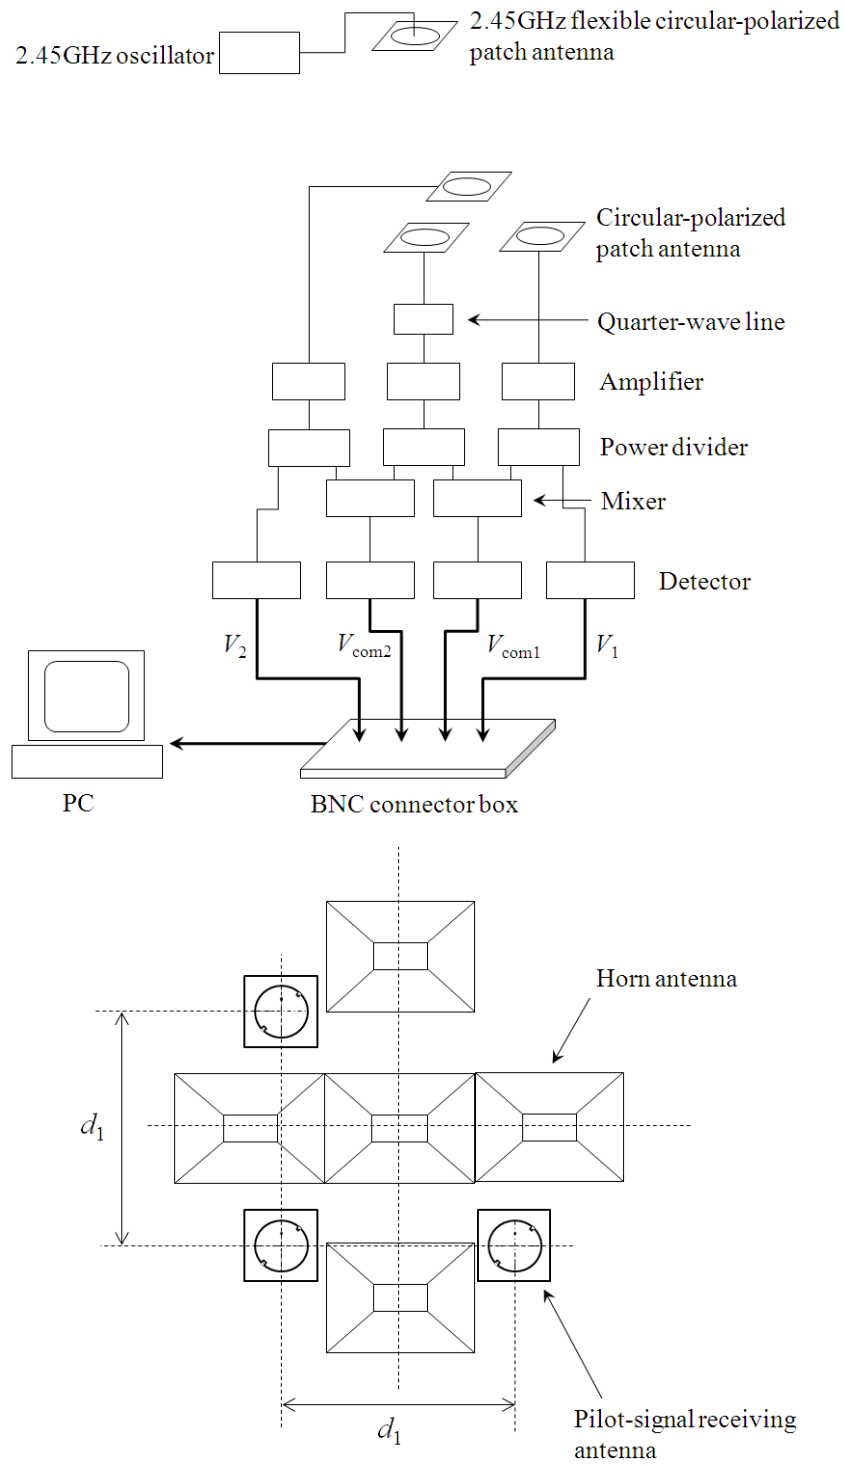 2.45GHz oscillator
2.45GHz flexible circular-polarized
patch antenna
Circular-polarized
patch antenna
Quarter-wave line
Amplifier
Power divider
Mixer
Detector
V2
Vcom2
Vcom1
V1
PC
BNC connector box
Horn antenna
d1
d1
Pilot-signal receiving
antenna